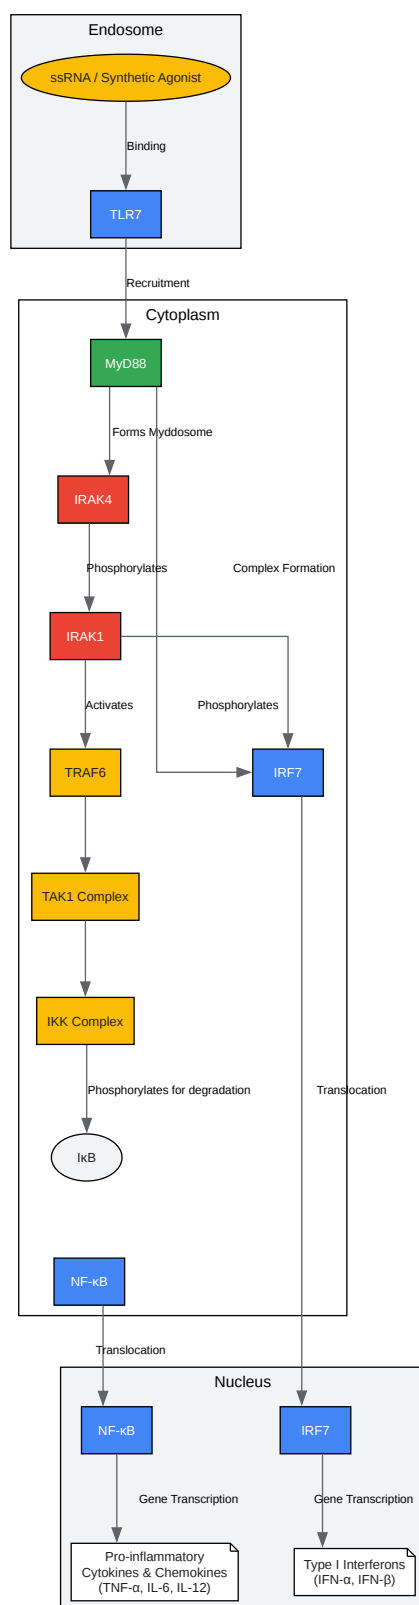 Endosome
ssRNA / Synthetic Agonist
Binding
TLR7
Recruitment
Cytoplasm
MyD88
Forms Myddosome
IRAK4
Phosphorylates
Complex Formation
IRAK1
Activates
Phosphorylates
TRAF6
IRF7
TAK1 Complex
IKK Complex
Phosphorylates for degradation
Translocation
IκB
NF-κB
Translocation
Nucleus
NF-κB
IRF7
Gene Transcription
Gene Transcription
Pro-inflammatory
Cytokines & Chemokines
(TNF-α, IL-6, IL-12)
Type I Interferons
(IFN-α, IFN-β)